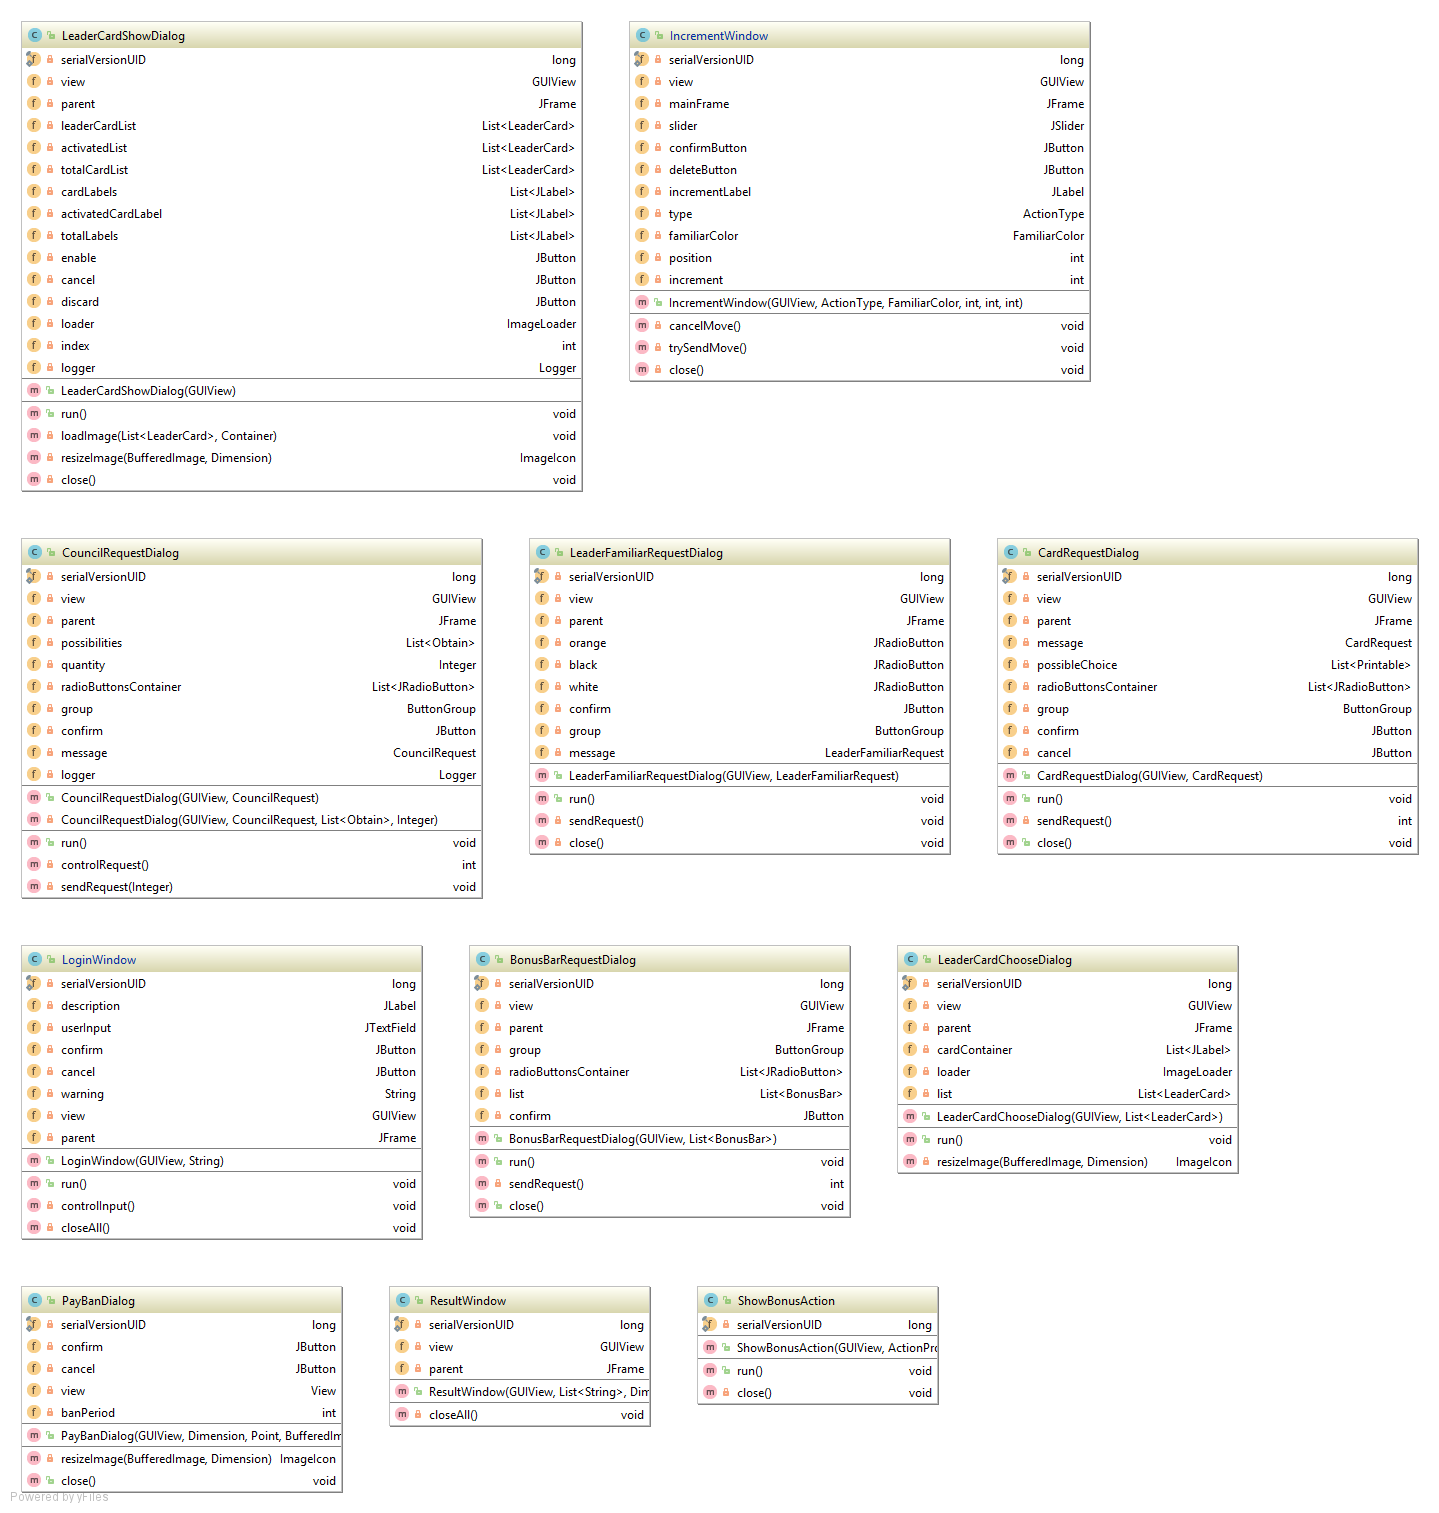 LeaderCardShowDialog
serialVersionUID long
view GUIView
parent JFrame
leaderCardList List<LeaderCard>
activatedList List<LeaderCard>
totalCardList List<LeaderCard>
cardLabels List<JLabel>
activatedCardLabel List<JLabel>
totalLabels List<JLabel>
enable JButton
cancel JButton
discard JButton
loader ImageLoader
index int
logger Logger
LeaderCardShowDialog(GUIView)
run() void
loadImage(List<LeaderCard>, Container) void
resizeImage(BufferedImage, Dimension) ImageIcon
close() void
IncrementWindow
serialVersionUID long
view GUIView
mainFrame JFrame
slider JSlider
confirmButton JButton
deleteButton JButton
incrementLabel JLabel
type ActionType
familiarColor FamiliarColor
position int
increment int
IncrementWindow(GUIView, ActionType, FamiliarColor, int, int, int)
cancelMove() void
trySendMove() void
close() void
CouncilRequestDialog
serialVersionUID long
view GUIView
parent JFrame
possibilities List<Obtain>
quantity Integer
radioButtonsContainer List<JRadioButton>
group ButtonGroup
confirm JButton
message CouncilRequest
logger Logger
CouncilRequestDialog(GUIView, CouncilRequest)
CouncilRequestDialog(GUIView, CouncilRequest, List<Obtain>, Integer)
run() void
controlRequest() int
sendRequest(Integer) void
LeaderFamiliarRequestDialog
serialVersionUID long
view GUIView
parent JFrame
orange JRadioButton
black JRadioButton
white JRadioButton
confirm JButton
group ButtonGroup
message LeaderFamiliarRequest
LeaderFamiliarRequestDialog(GUIView, LeaderFamiliarRequest)
run() void
sendRequest() void
close() void
CardRequestDialog
serialVersionUID long
view GUIView
parent JFrame
message CardRequest
possibleChoice List<Printable>
radioButtonsContainer List<JRadioButton>
group ButtonGroup
confirm JButton
cancel JButton
CardRequestDialog(GUIView, CardRequest)
run() void
sendRequest() int
close() void
LoginWindow
serialVersionUID long
description JLabel
userInput JTextField
confirm JButton
cancel JButton
warning String
view GUIView
parent JFrame
LoginWindow(GUIView, String)
run() void
controlInput() void
closeAll() void
BonusBarRequestDialog
serialVersionUID long
view GUIView
parent JFrame
group ButtonGroup
radioButtonsContainer List<JRadioButton>
list List<BonusBar>
confirm JButton
BonusBarRequestDialog(GUIView, List<BonusBar>)
run() void
sendRequest() int
close() void
LeaderCardChooseDialog
serialVersionUID long
view GUIView
parent JFrame
cardContainer List<JLabel>
loader ImageLoader
list List<LeaderCard>
LeaderCardChooseDialog(GUIView, List<LeaderCard>)
run() void
resizeImage(BufferedImage, Dimension) ImageIcon
PayBanDialog
serialVersionUID long
confirm JButton
cancel JButton
view View
banPeriod int
PayBanDialog(GUIView, Dimension, Point, BufferedIm
resizeImage(BufferedImage, Dimension) ImageIcon
close() void
ResultWindow
serialVersionUID long
view GUIView
parent JFrame
ResultWindow(GUIView, List<String>, Dim
closeAll() void
ShowBonusAction
serialVersionUID long
ShowBonusAction(GUIView, ActionPro
run() void
close() void
Powered by yFiles